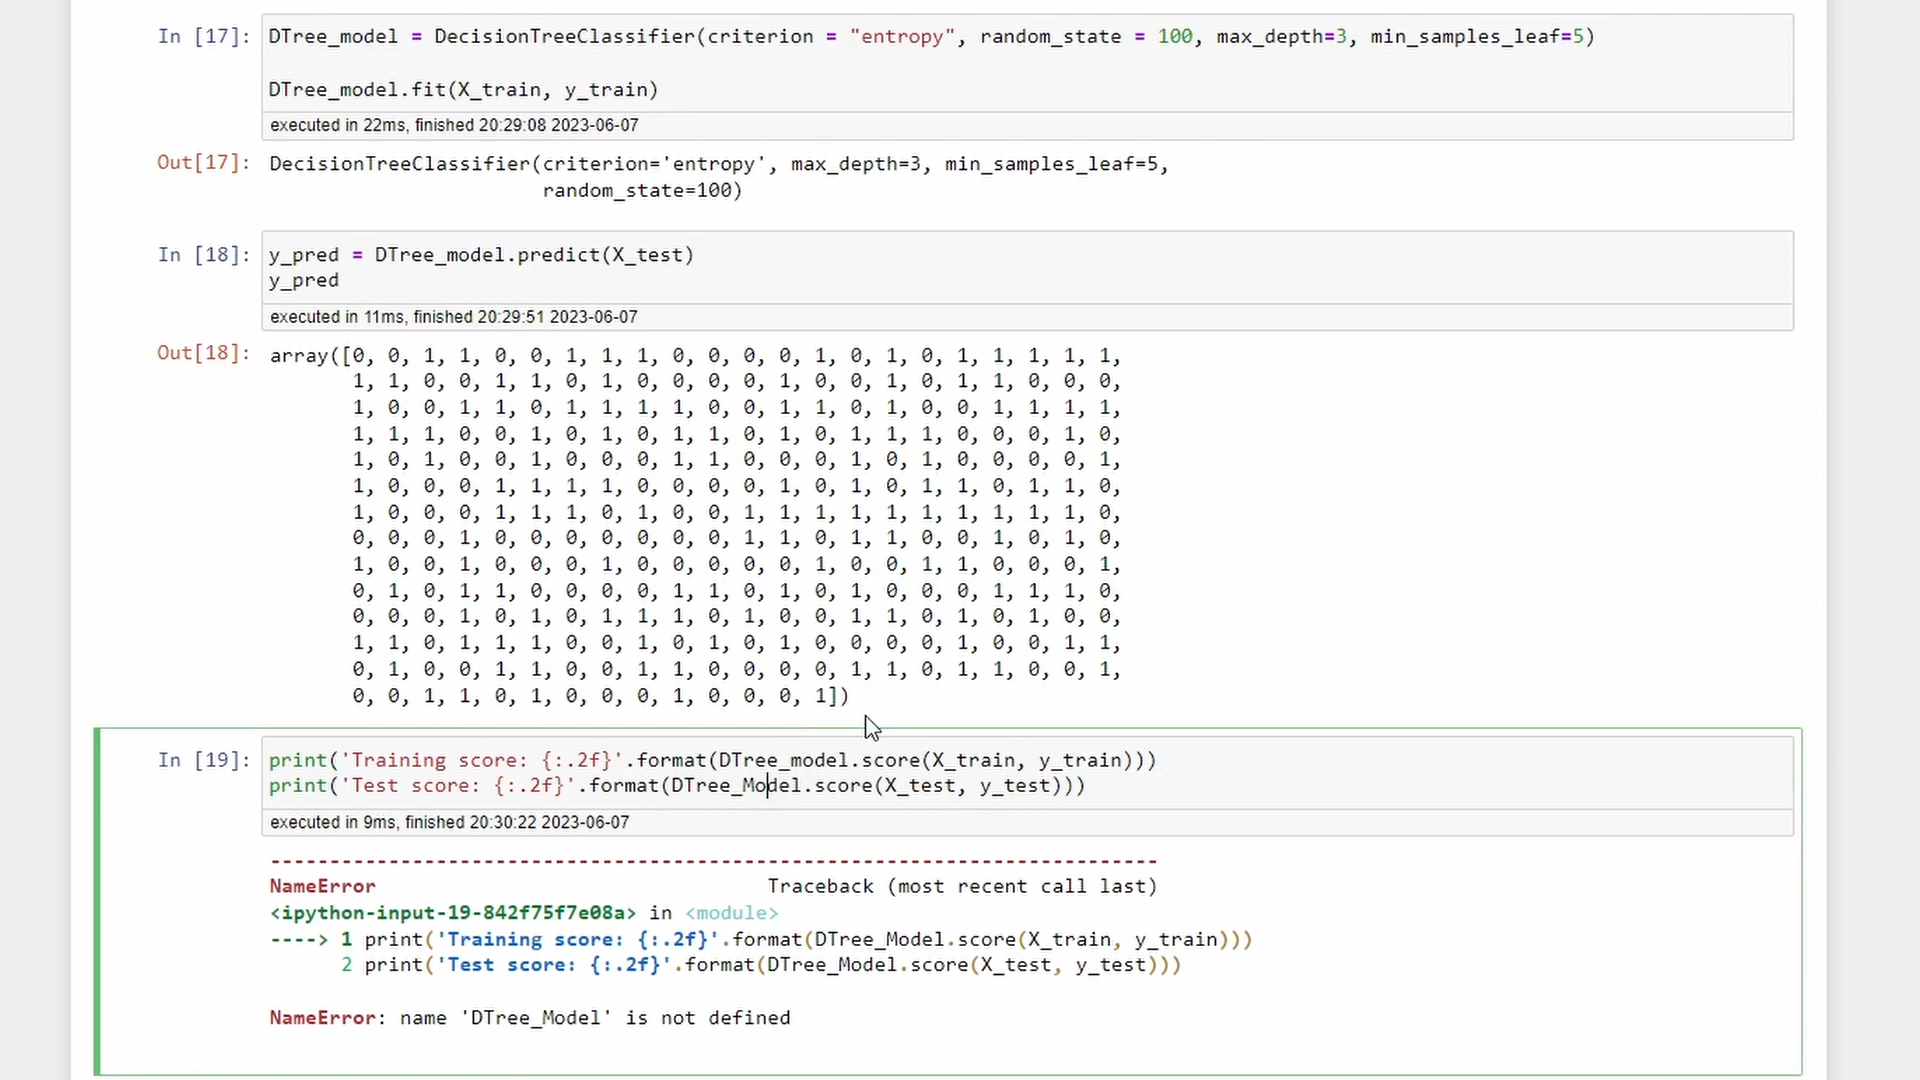 In [17]: DTree_model = DecisionTreeClassifier(criterion = "entropy", random_state = 100, max_depth=3, min_samples_leaf=5)
DTree_model.fit(X_train, y_train)
executed in 22ms, finished 20:29:08 2023-06-07
Out[17]: DecisionTreeClassifier(criterion='entropy', max_depth=3, min_samples_leaf=5,
random_state=100)
In [18]: y_pred = DTree_model.predict(X_test)
y_pred
executed in 11ms, finished 20:29:51 2023-06-07
Out[18]: array([0, 0, 1, 1, 0, 0, 1, 1, 1, 0, 0, 0, 0, 1, 0, 1, 0, 1, 1, 1, 1, 1,
1, 1, 0, 0, 1, 1, 0, 1, 0, 0, 0, 0, 1, 0, 0, 1, 0, 1, 1, 0, 0, 0,
1, 0, 0, 1, 1, 0, 1, 1, 1, 1, 0, 0, 1, 1, 0, 1, 0, 0, 1, 1, 1, 1,
1, 1, 1, 0, 0, 1, 0, 1, 0, 1, 1, 0, 1, 0, 1, 1, 1, 0, 0, 0, 1, 0,
1, 0, 1, 0, 0, 1, 0, 0, 0, 1, 1, 0, 0, 0, 1, 0, 1, 0, 0, 0, 0, 1,
1, 0, 0, 0, 1, 1, 1, 1, 0, 0, 0, 0, 1, 0, 1, 0, 1, 1, 0, 1, 1, 0,
1, 0, 0, 0, 1, 1, 1, 0, 1, 0, 0, 1, 1, 1, 1, 1, 1, 1, 1, 1, 1, 0,
0, 0, 0, 1, 0, 0, 0, 0, 0, 0, 0, 1, 1, 0, 1, 1, 0, 0, 1, 0, 1, 0,
1, 0, 0, 1, 0, 0, 0, 1, 0, 0, 0, 0, 0, 1, 0, 0, 1, 1, 0, 0, 0, 1,
0, 1, 0, 1, 1, 0, 0, 0, 0, 1, 1, 0, 1, 0, 1, 0, 0, 0, 1, 1, 1, 0,
0, 0, 0, 1, 0, 1, 0, 1, 1, 1, 0, 1, 0, 0, 1, 1, 0, 1, 0, 1, 0, 0,
1, 1, 0, 1, 1, 1, 0, 0, 1, 0, 1, 0, 1, 0, 0, 0, 0, 1, 0, 0, 1, 1,
0, 1, 0, 0, 1, 1, 0, 0, 1, 1, 0, 0, 0, 0, 1, 1, 0, 1, 1, 0, 0, 1,
0, 0, 1, 1, 0, 1, 0, 0, 0, 1, 0, 0, 0, 1])
In [19]: print('Training score: {:.2f}'.format(DTree_model.score(X_train, y_train)))
print('Test score: {:.2f}'.format(DTree_Model.score(X_test, y_test)))
executed in 9ms, finished 20:30:22 2023-06-07
---------------------------------------------------------------------------
NameError Traceback (most recent call last)
<ipython-input-19-842f75f7e08a> in <module>
----> 1 print('Training score: {:.2f}'.format(DTree_Model.score(X_train, y_train)))
2 print('Test score: {:.2f}'.format(DTree_Model.score(X_test, y_test)))
NameError: name 'DTree_Model' is not defined